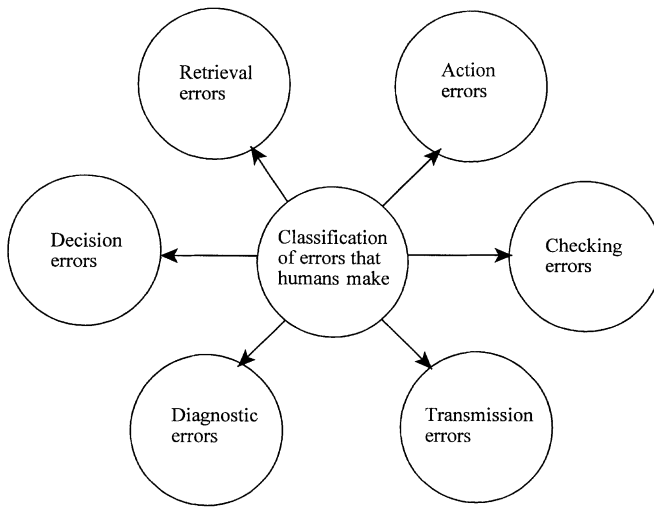 Retrieval
errors
Action
errors
Decision
errors
Classification
of errors that
humans make
Checking
errors
Diagnostic
errors
Transmission
errors